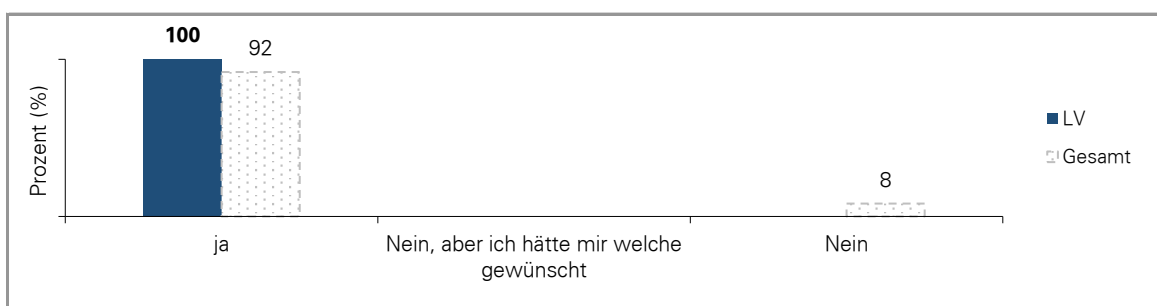 100
92
Prozent (%)
8
LV
Gesamt
ja
Nein, aber ich hätte mir welche
gewünscht
Nein